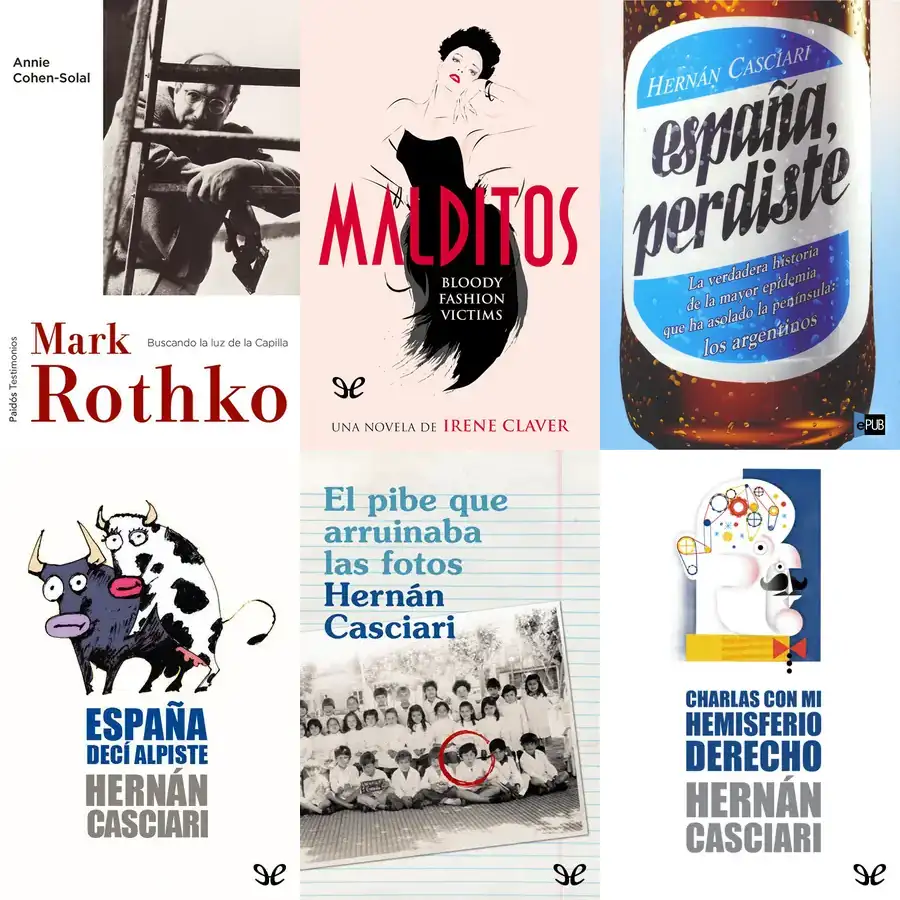 Annie
Cohen-Solal
Mark
Buscando la luz de la Capilla
Rothko
Paidós Testimonios
MALDITOS
BLOODY
FASHION
VICTIMS
UNA NOVELA DE IRENE CLAVER
HERNÁN CASCIARI
españa,
perdiste
La verdadera historia
de la mayor epidemia
que ha asolado la península:
los argentinos
ePUB
ESPAÑA
DECÍ ALPISTE
HERNÁN
CASCIARI
El pibe que
arruinaba
las fotos
Hernán
Casciari
CHARLAS CON MI
HEMISFERIO
DERECHO
HERNÁN
CASCIARI